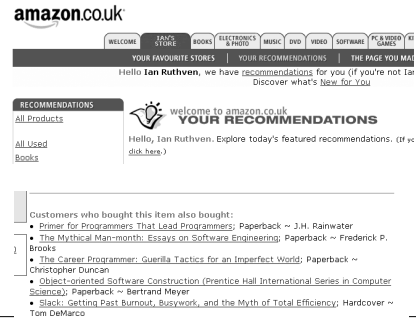 amazon.co.uk
WELCOME IAN'S STORE BOOKS ELECTRONICS & PHOTO MUSIC DVD VIDEO SOFTWARE PC & VIDEO GAMES
YOUR FAVOURITE STORES | YOUR RECOMMENDATIONS | THE PAGE YOU MAD
Hello Ian Ruthven, we have recommendations for you (if you're not Ian
Discover what's New for You
RECOMMENDATIONS
All Products
All Used
Books
welcome to amazon.co.uk
YOUR RECOMMENDATIONS
Hello, Ian Ruthven. Explore today's featured recommendations. (If yo
click here.)
Customers who bought this item also bought:
• Primer for Programmers That Lead Programmers; Paperback ~ J.H. Rainwater
• The Mythical Man-month: Essays on Software Engineering; Paperback ~ Frederick P.
Brooks
• The Career Programmer: Guerilla Tactics for an Imperfect World; Paperback ~
Christopher Duncan
• Object-oriented Software Construction (Prentice Hall International Series in Computer
Science); Paperback ~ Bertrand Meyer
• Slack: Getting Past Burnout, Busywork, and the Myth of Total Efficiency; Hardcover ~
Tom DeMarco